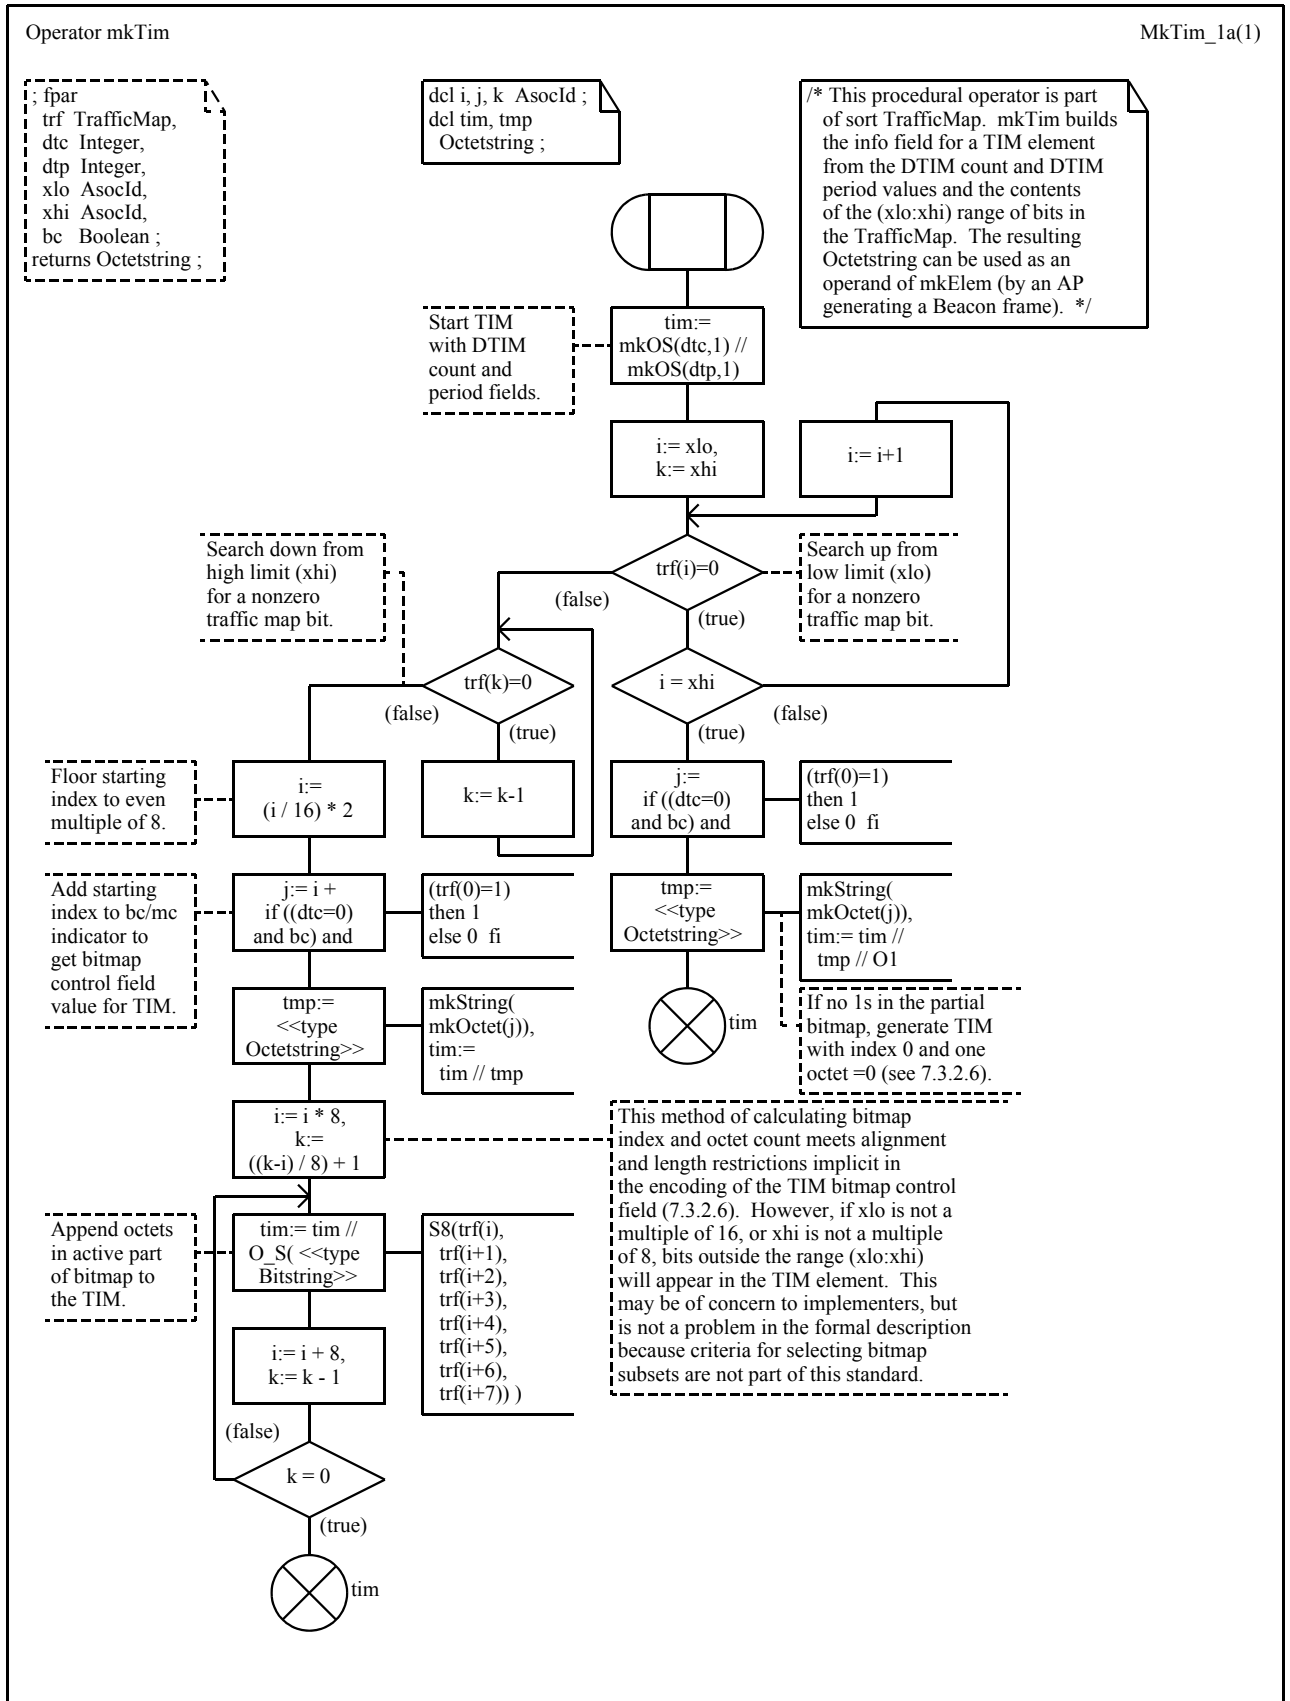 Operator mkTim
MkTim_1a(1)
; fpar
trf  TrafficMap,
dtc  Integer,
dtp  Integer,
xlo  AsocId,
xhi  AsocId,
bc   Boolean ;
returns Octetstring ;
dcl i, j, k  AsocId ;
dcl tim, tmp
Octetstring ;
/* This procedural operator is part
of sort TrafficMap.  mkTim builds
the info field for a TIM element
from the DTIM count and DTIM
period values and the contents
of the (xlo:xhi) range of bits in
the TrafficMap.  The resulting
Octetstring can be used as an
operand of mkElem (by an AP
generating a Beacon frame).  */
Start TIM
with DTIM
count and
period fields.
tim:=
mkOS(dtc,1) //
mkOS(dtp,1)
i:= xlo,
k:= xhi
i:= i+1
Search down from
high limit (xhi)
for a nonzero
traffic map bit.
trf(i)=0
(false)
(true)
Search up from
low limit (xlo)
for a nonzero
traffic map bit.
trf(k)=0
(false)
(true)
i = xhi
(false)
(true)
Floor starting
index to even
multiple of 8.
i:=
(i / 16) * 2
k:= k-1
j:=
if ((dtc=0)
and bc) and
(trf(0)=1)
then 1
else 0  fi
Add starting
index to bc/mc
indicator to
get bitmap
control field
value for TIM.
j:= i +
if ((dtc=0)
and bc) and
(trf(0)=1)
then 1
else 0  fi
tmp:=
<<type
Octetstring>>
mkString(
mkOctet(j)),
tim:= tim //
tmp // O1
tmp:=
<<type
Octetstring>>
mkString(
mkOctet(j)),
tim:=
tim // tmp
tim
If no 1s in the partial
bitmap, generate TIM
with index 0 and one
octet =0 (see 7.3.2.6).
i:= i * 8,
k:=
((k-i) / 8) + 1
This method of calculating bitmap
index and octet count meets alignment
and length restrictions implicit in
the encoding of the TIM bitmap control
field (7.3.2.6).  However, if xlo is not a
multiple of 16, or xhi is not a multiple
of 8, bits outside the range (xlo:xhi)
will appear in the TIM element.  This
may be of concern to implementers, but
is not a problem in the formal description
because criteria for selecting bitmap
subsets are not part of this standard.
Append octets
in active part
of bitmap to
the TIM.
tim:= tim //
O_S( <<type
Bitstring>>
S8(trf(i),
trf(i+1),
trf(i+2),
trf(i+3),
trf(i+4),
trf(i+5),
trf(i+6),
trf(i+7)) )
i:= i + 8,
k:= k - 1
(false)
k = 0
(true)
tim